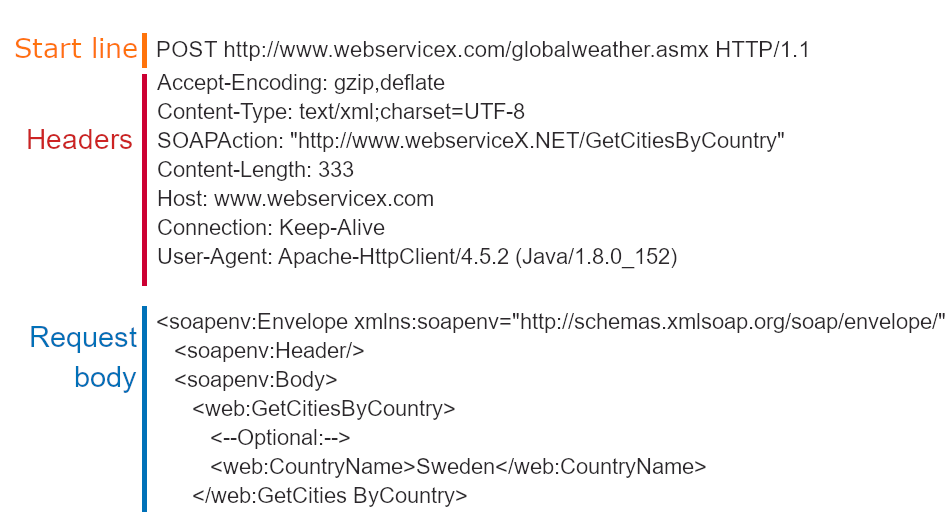 Start line
POST http://www.webservicex.com/globalweather.asmx HTTP/1.1
Headers
Accept-Encoding: gzip,deflate
Content-Type: text/xml;charset=UTF-8
SOAPAction: "http://www.webserviceX.NET/GetCitiesByCountry"
Content-Length: 333
Host: www.webservicex.com
Connection: Keep-Alive
User-Agent: Apache-HttpClient/4.5.2 (Java/1.8.0_152)
Request
body
<soapenv:Envelope xmlns:soapenv="http://schemas.xmlsoap.org/soap/envelope/"
<soapenv:Header/>
<soapenv:Body>
<web:GetCitiesByCountry>
<--Optional:-->
<web:CountryName>Sweden</web:CountryName>
</web:GetCities ByCountry>